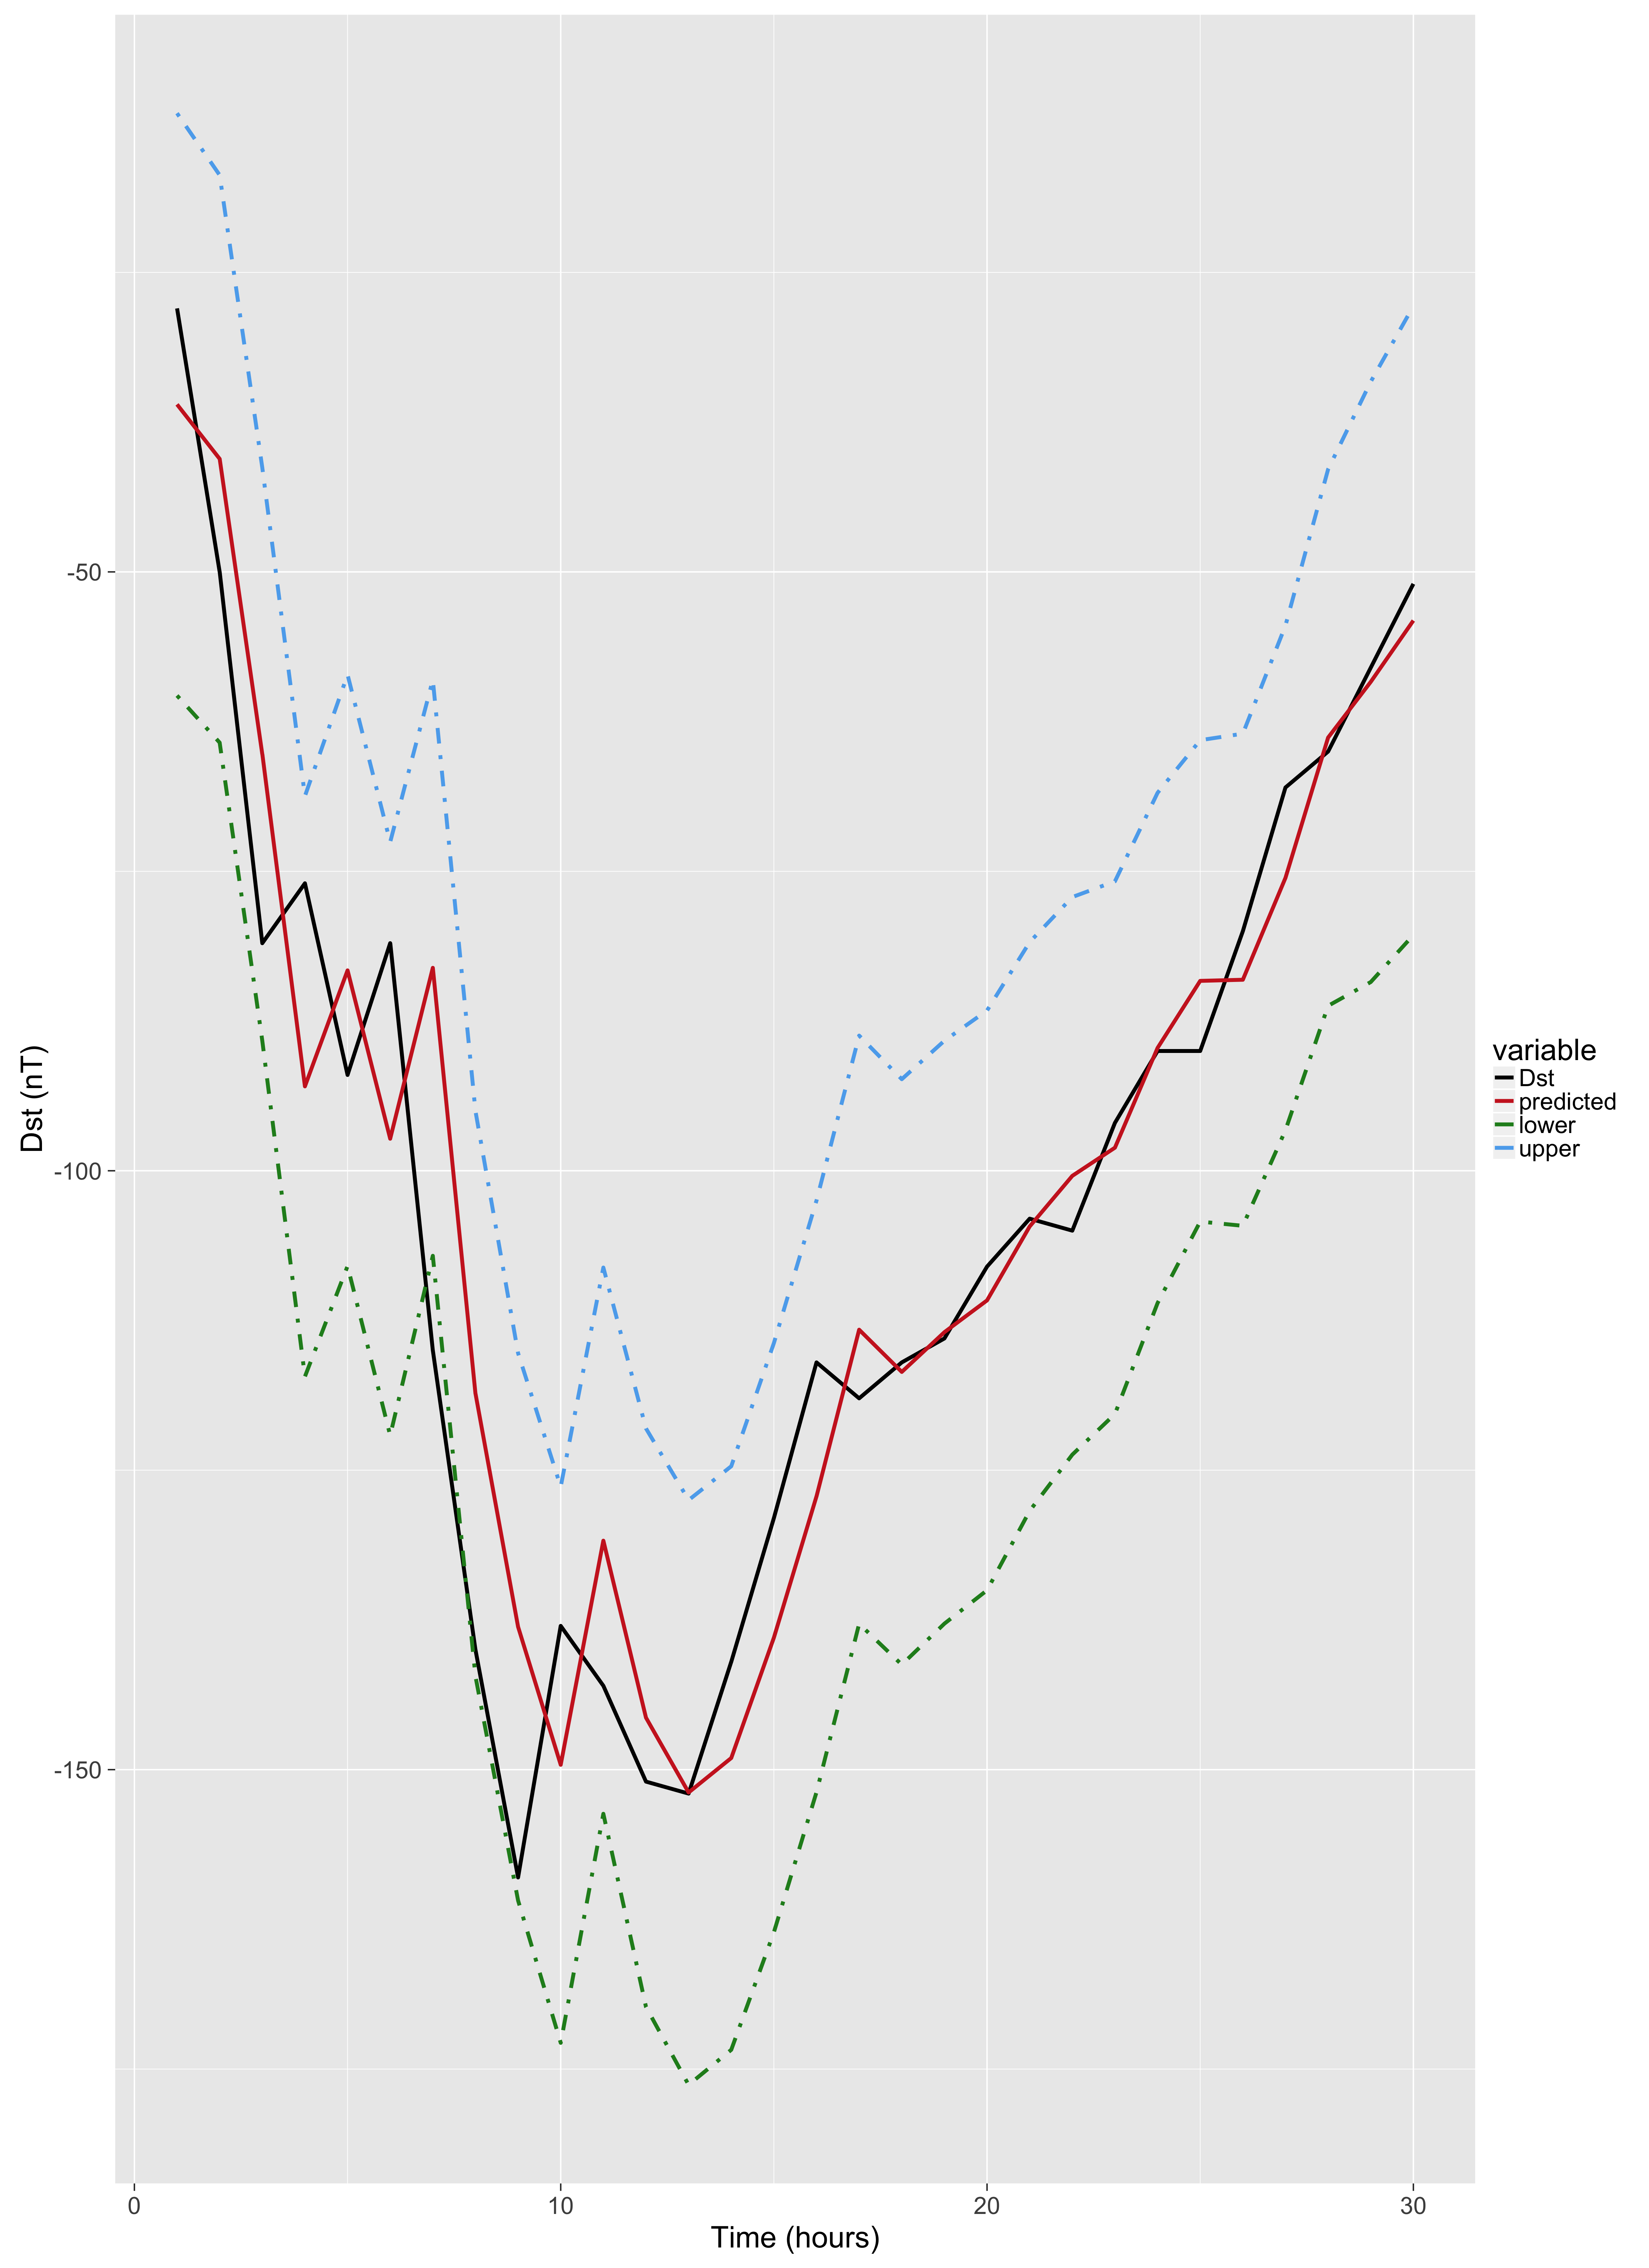 -50
-100
-150
Dst (nT)
0
10
20
30
Time (hours)
variable
Dst
predicted
lower
upper